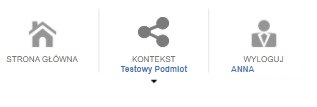 STRONA GŁÓWNA
KONTEKST
Testowy Podmiot
WYLOGUJ
ANNA